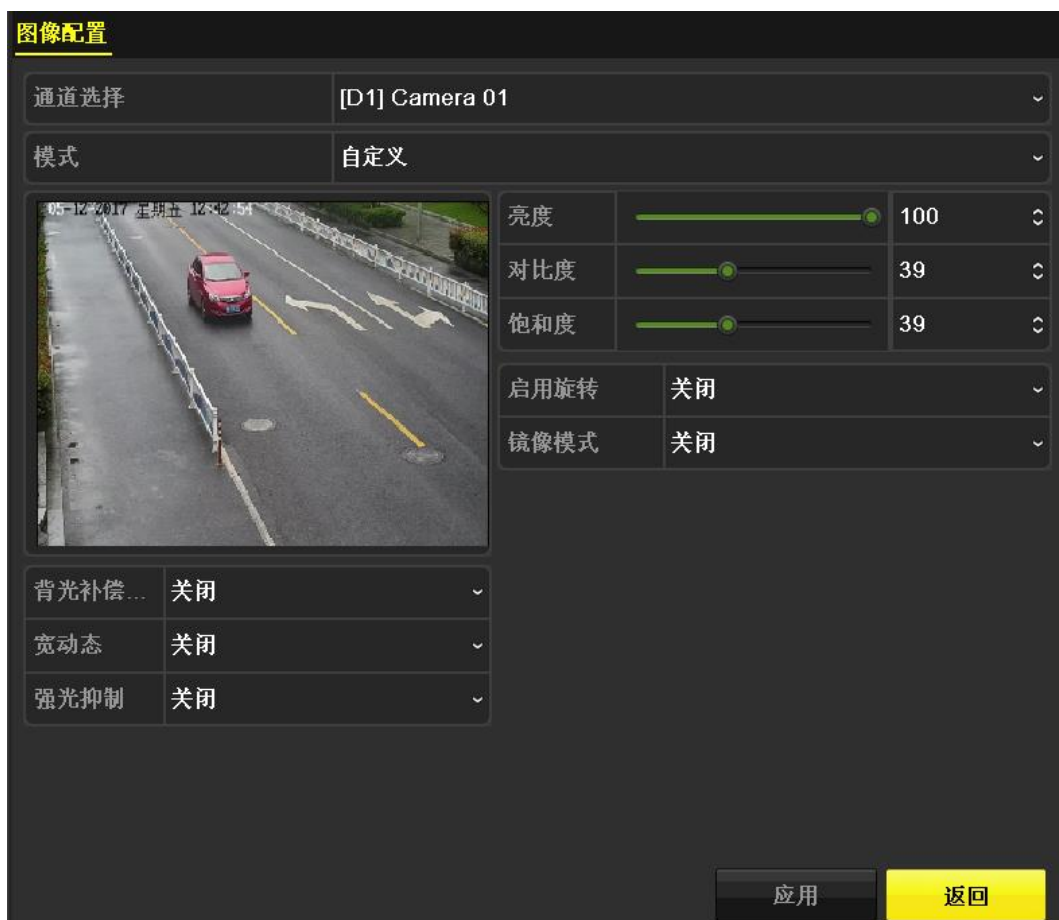 图像配置
通道选择 [D1] Camera 01
模式 自定义
05-12-2017 星期五 12:42:54
亮度 100
对比度 39
饱和度 39
启用旋转 关闭
镜像模式 关闭
背光补偿... 关闭
宽动态 关闭
强光抑制 关闭
应用 返回